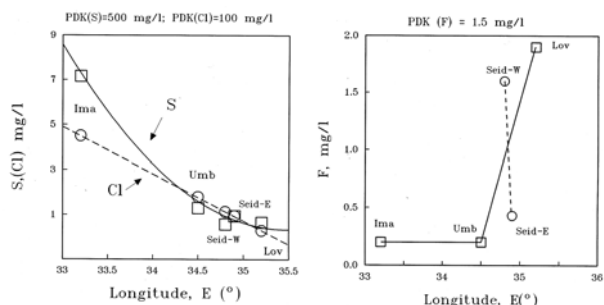 PDK(S)=500 mg/l; PDK(Cl)=100 mg/l
S,(Cl) mg/l
9
7
5
3
1
Ima
S
Cl
Umb
Seid-E
Seid-W
Lov
33
33.5
34
34.5
35
35.5
Longitude, E (°)
PDK (F) = 1.5 mg/l
F, mg/l
2.0
1.5
1.0
0.5
0.0
Seid-W
Lov
Ima
Umb
Seid-E
33
34
35
36
Longitude, E(°)